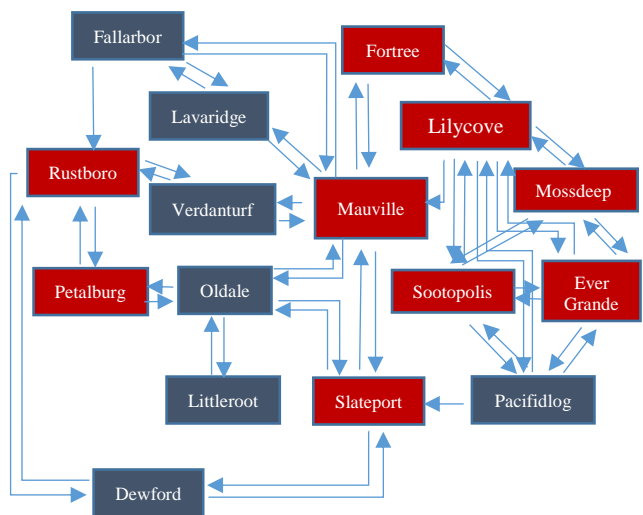 Fallarbor
Fortree
Lavaridge
Lilycove
Rustboro
Mossdeep
Verdanturf
Mauville
Petalburg
Oldale
Sootopolis
Ever
Grande
Littleroot
Slateport
Pacifidlog
Dewford